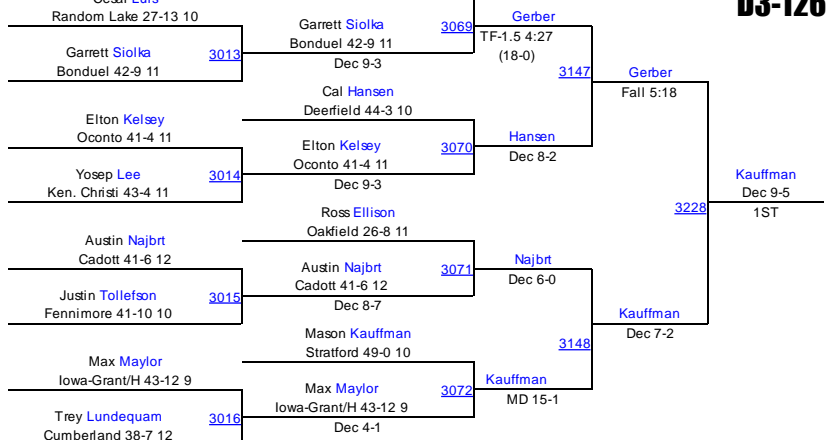 Random Lake 27-13 10
Garrett Siolka
Bonduel 42-9 11
3013
Elton Kelsey
Oconto 41-4 11
Yosep Lee
Ken. Christi 43-4 11
3014
Austin Najbrt
Cadott 41-6 12
Justin Tollefson
Fennimore 41-10 10
3015
Max Maylor
Iowa-Grant/H 43-12 9
Trey Lundequam
Cumberland 38-7 12
3016
Garrett Siolka
Bonduel 42-9 11
Dec 9-3
3069
Cal Hansen
Deerfield 44-3 10
Elton Kelsey
Oconto 41-4 11
Dec 9-3
3070
Ross Ellison
Oakfield 26-8 11
Austin Najbrt
Cadott 41-6 12
Dec 8-7
3071
Mason Kauffman
Stratford 49-0 10
Max Maylor
Iowa-Grant/H 43-12 9
Dec 4-1
3072
Gerber
TF-1.5 4:27
(18-0)
3147
Hansen
Dec 8-2
Najbrt
Dec 6-0
3148
Kauffman
MD 15-1
Gerber
Fall 5:18
3228
Kauffman
Dec 7-2
Kauffman
Dec 9-5
1ST
D3-126